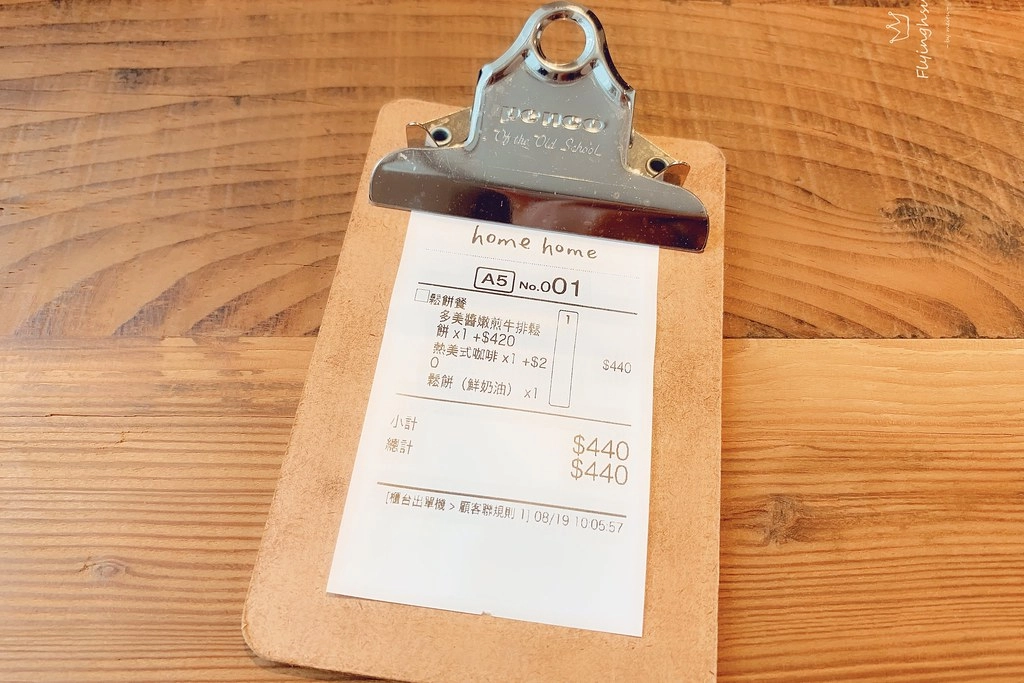 Flyinghsu
penco
Of the Old School
home home
A5 No.001
鬆餅餐
多美醬嫩煎牛排鬆
餅 x1 +$420
熱美式咖啡 x1 +$2
0
鬆餅（鮮奶油） x1
1
$440
小計 $440
總計 $440
[櫃台出單機 > 顧客聯規則 1] 08/19 10:05:57